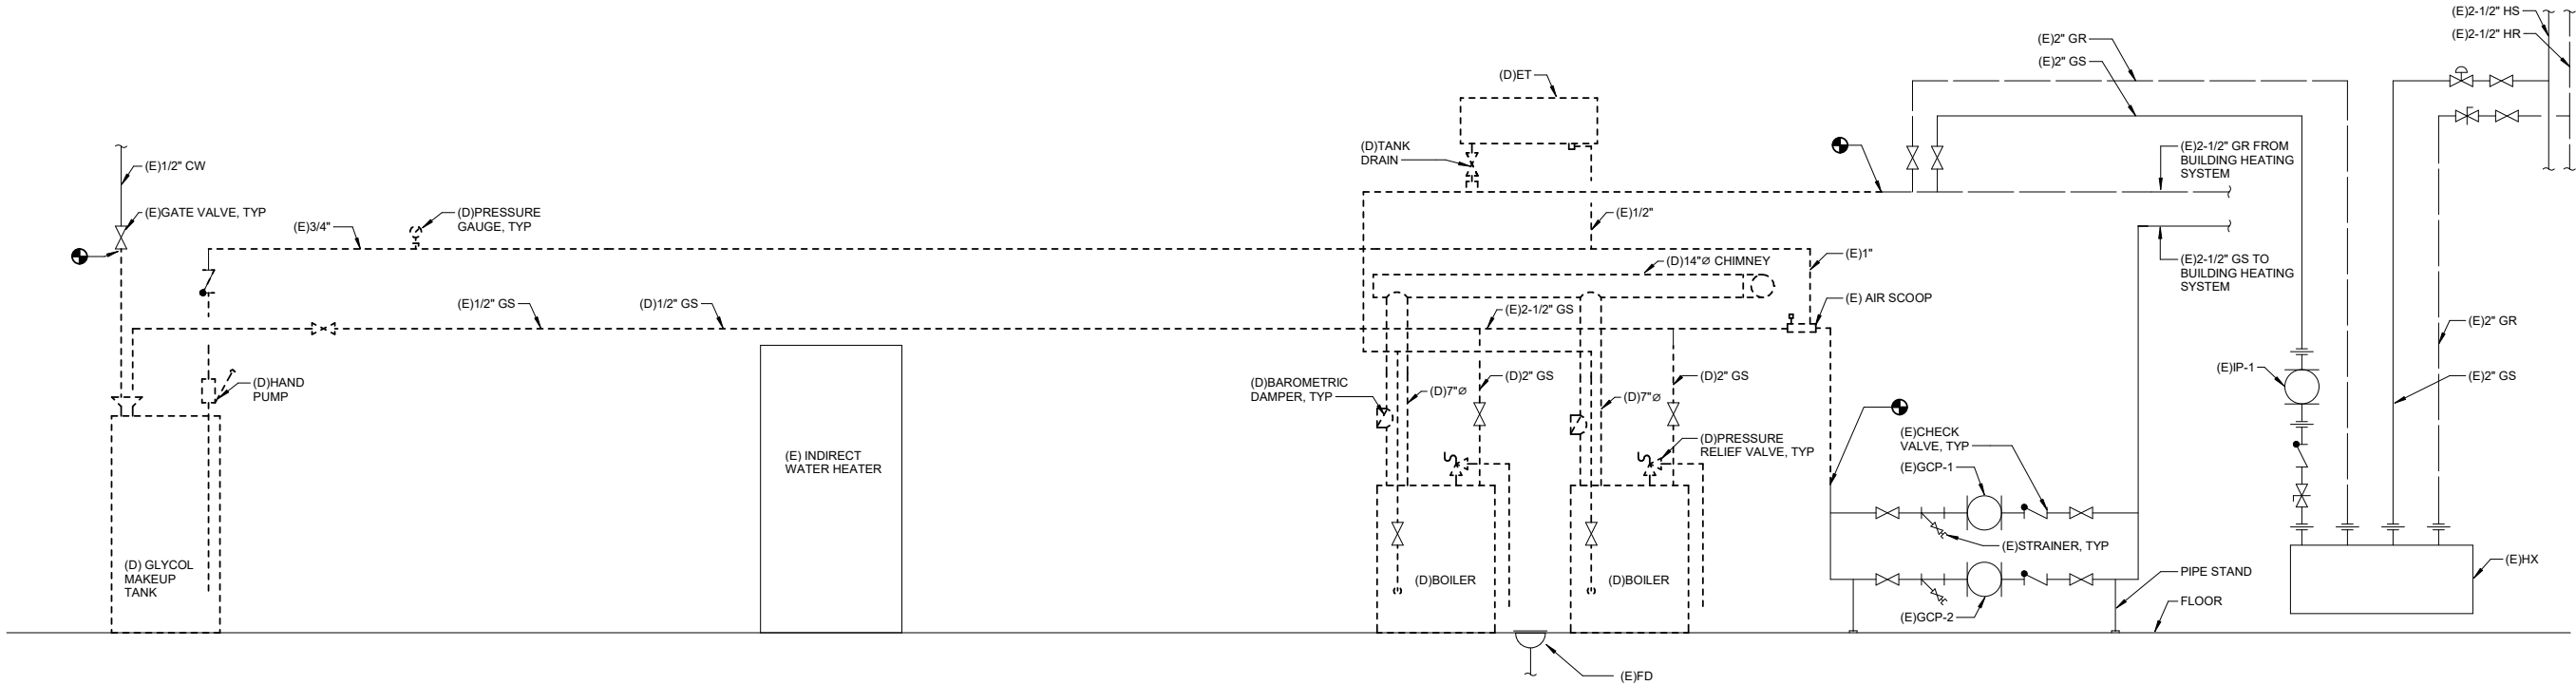 (E)2-1/2" HS
(E)2-1/2" HR
(E)2" GR
(E)2" GS
(D)ET
(D)TANK
DRAIN
(E)2-1/2" GR FROM
BUILDING HEATING
SYSTEM
(E)1/2" CW
(E)GATE VALVE, TYP
(D)PRESSURE
GAUGE, TYP
(E)3/4"
(E)1/2"
(E)1"
(D)14"Ø CHIMNEY
(E)2-1/2" GS TO
BUILDING HEATING
SYSTEM
(E)1/2" GS
(D)1/2" GS
(E)2-1/2" GS
(E) AIR SCOOP
(E)2" GR
(E)IP-1
(E)2" GS
(D)HAND
PUMP
(D)BAROMETRIC
DAMPER, TYP
(D)7"Ø
(D)2" GS
(D)7"Ø
(D)2" GS
(E) INDIRECT
WATER HEATER
(D)PRESSURE
RELIEF VALVE, TYP
(E)CHECK
VALVE, TYP
(E)GCP-1
(E)STRAINER, TYP
(D) GLYCOL
MAKEUP
TANK
(D)BOILER
(D)BOILER
(E)GCP-2
PIPE STAND
FLOOR
(E)HX
(E)FD